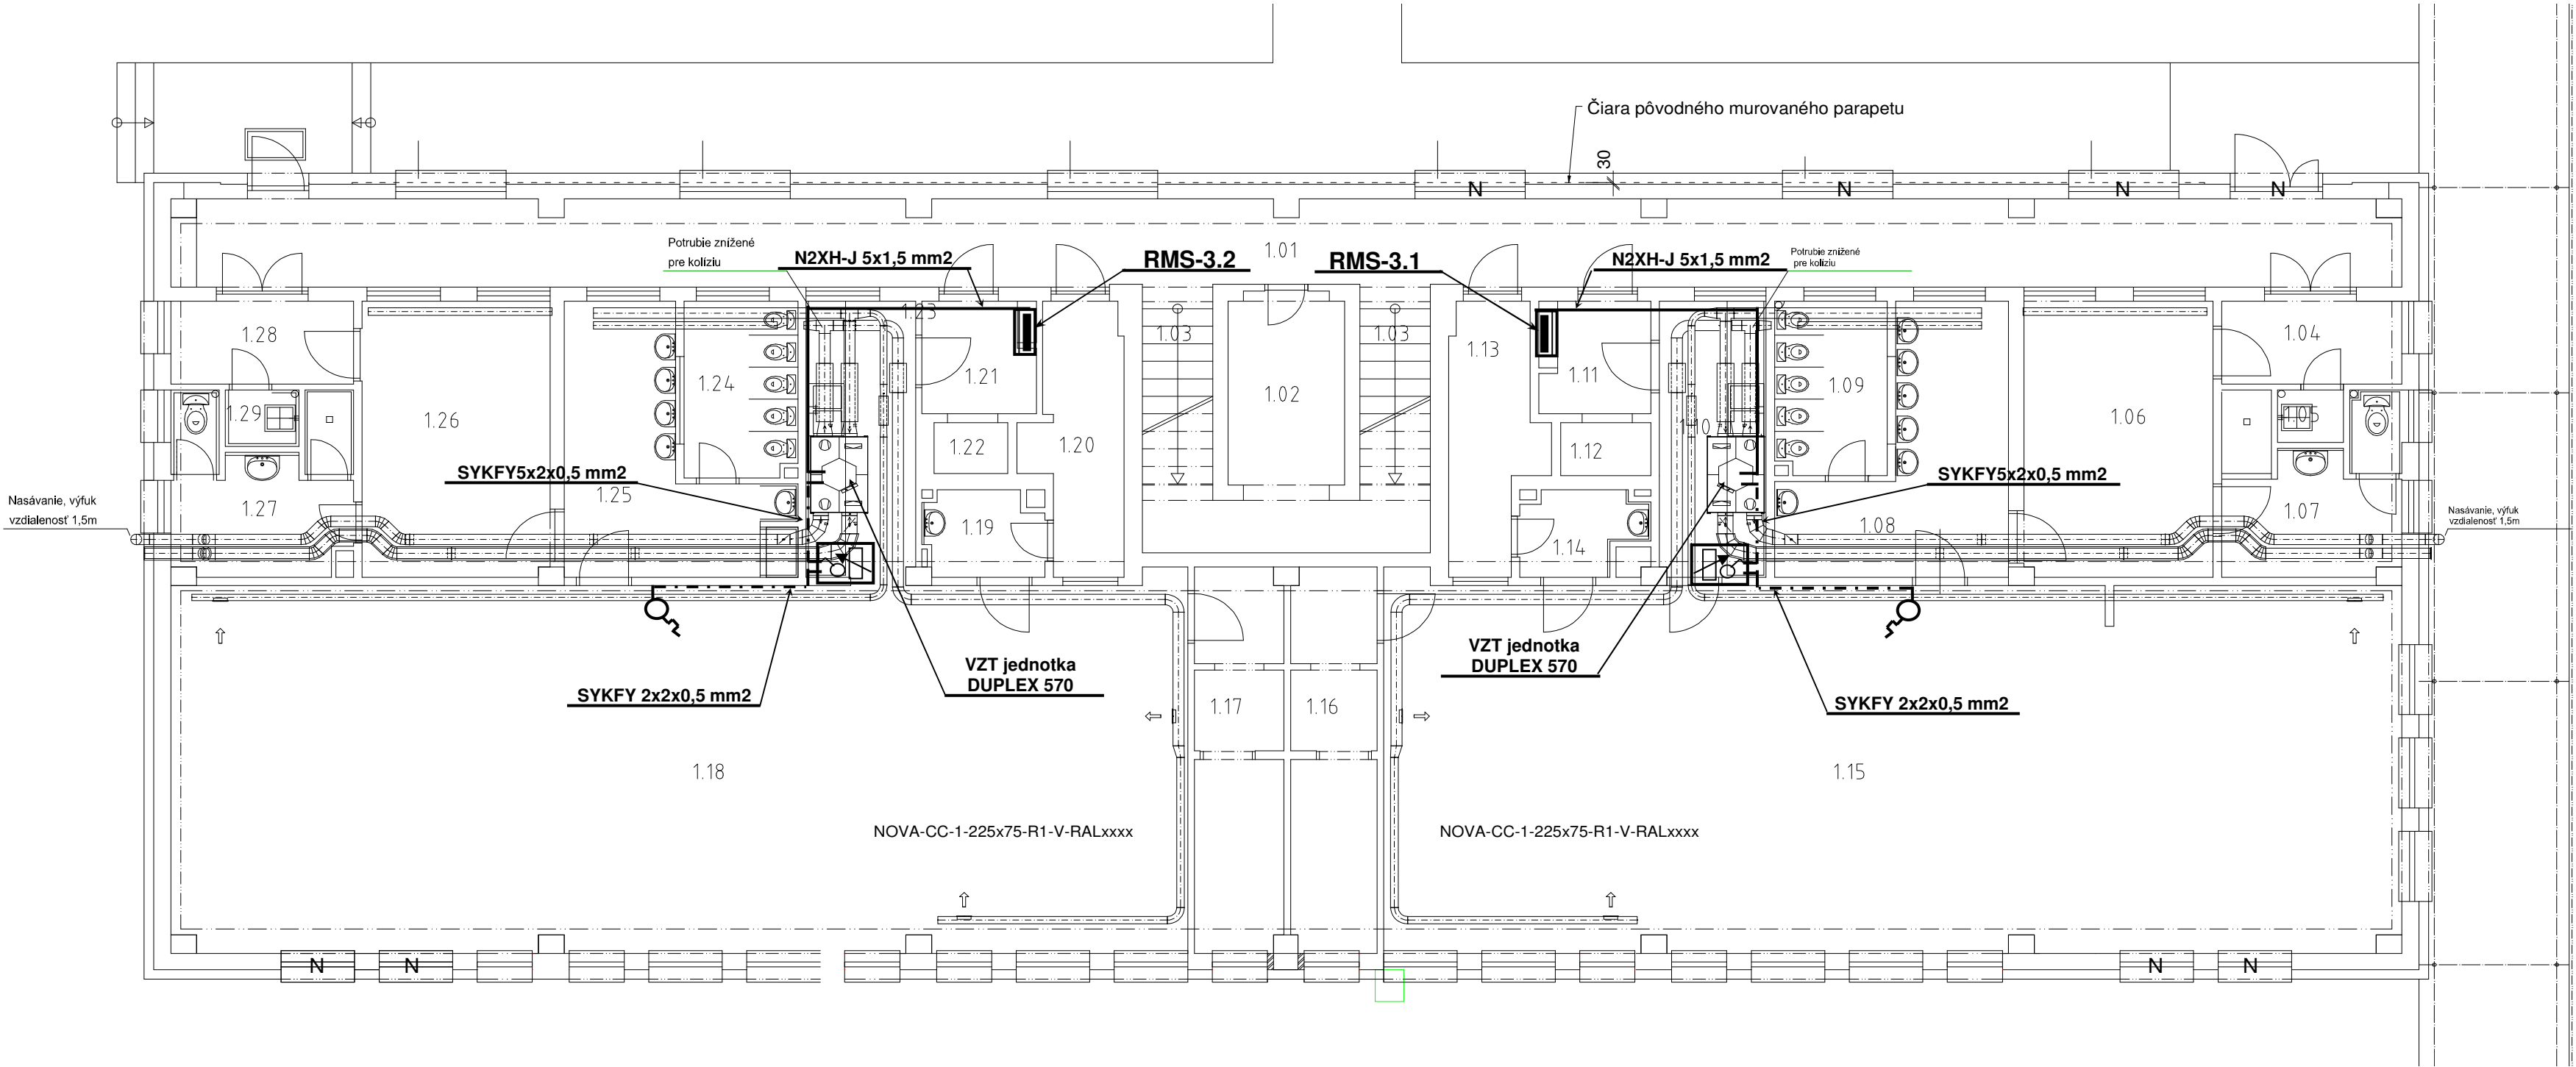 Čiara pôvodného murovaného parapetu
30
N
N
N
N
Potrubie znížené
pre kolíziu
N2XH-J 5x1,5 mm2
RMS-3.2
1.01
RMS-3.1
N2XH-J 5x1,5 mm2
Potrubie znížené
pre kolíziu
1.28
1.23
1.03
1.03
1.13
1.04
1.24
1.21
1.02
1.11
1.09
1.29
1.26
1.22
1.20
1.12
1.10
1.06
1.05
SYKFY5x2x0,5 mm2
SYKFY5x2x0,5 mm2
Nasávanie, výfuk
vzdialenosť 1,5m
1.27
1.25
1.19
1.14
1.08
1.07
Nasávanie, výfuk
vzdialenosť 1,5m
VZT jednotka
DUPLEX 570
VZT jednotka
DUPLEX 570
SYKFY 2x2x0,5 mm2
SYKFY 2x2x0,5 mm2
1.17
1.16
1.18
1.15
NOVA-CC-1-225x75-R1-V-RALxxxx
NOVA-CC-1-225x75-R1-V-RALxxxx
N
N
N
N